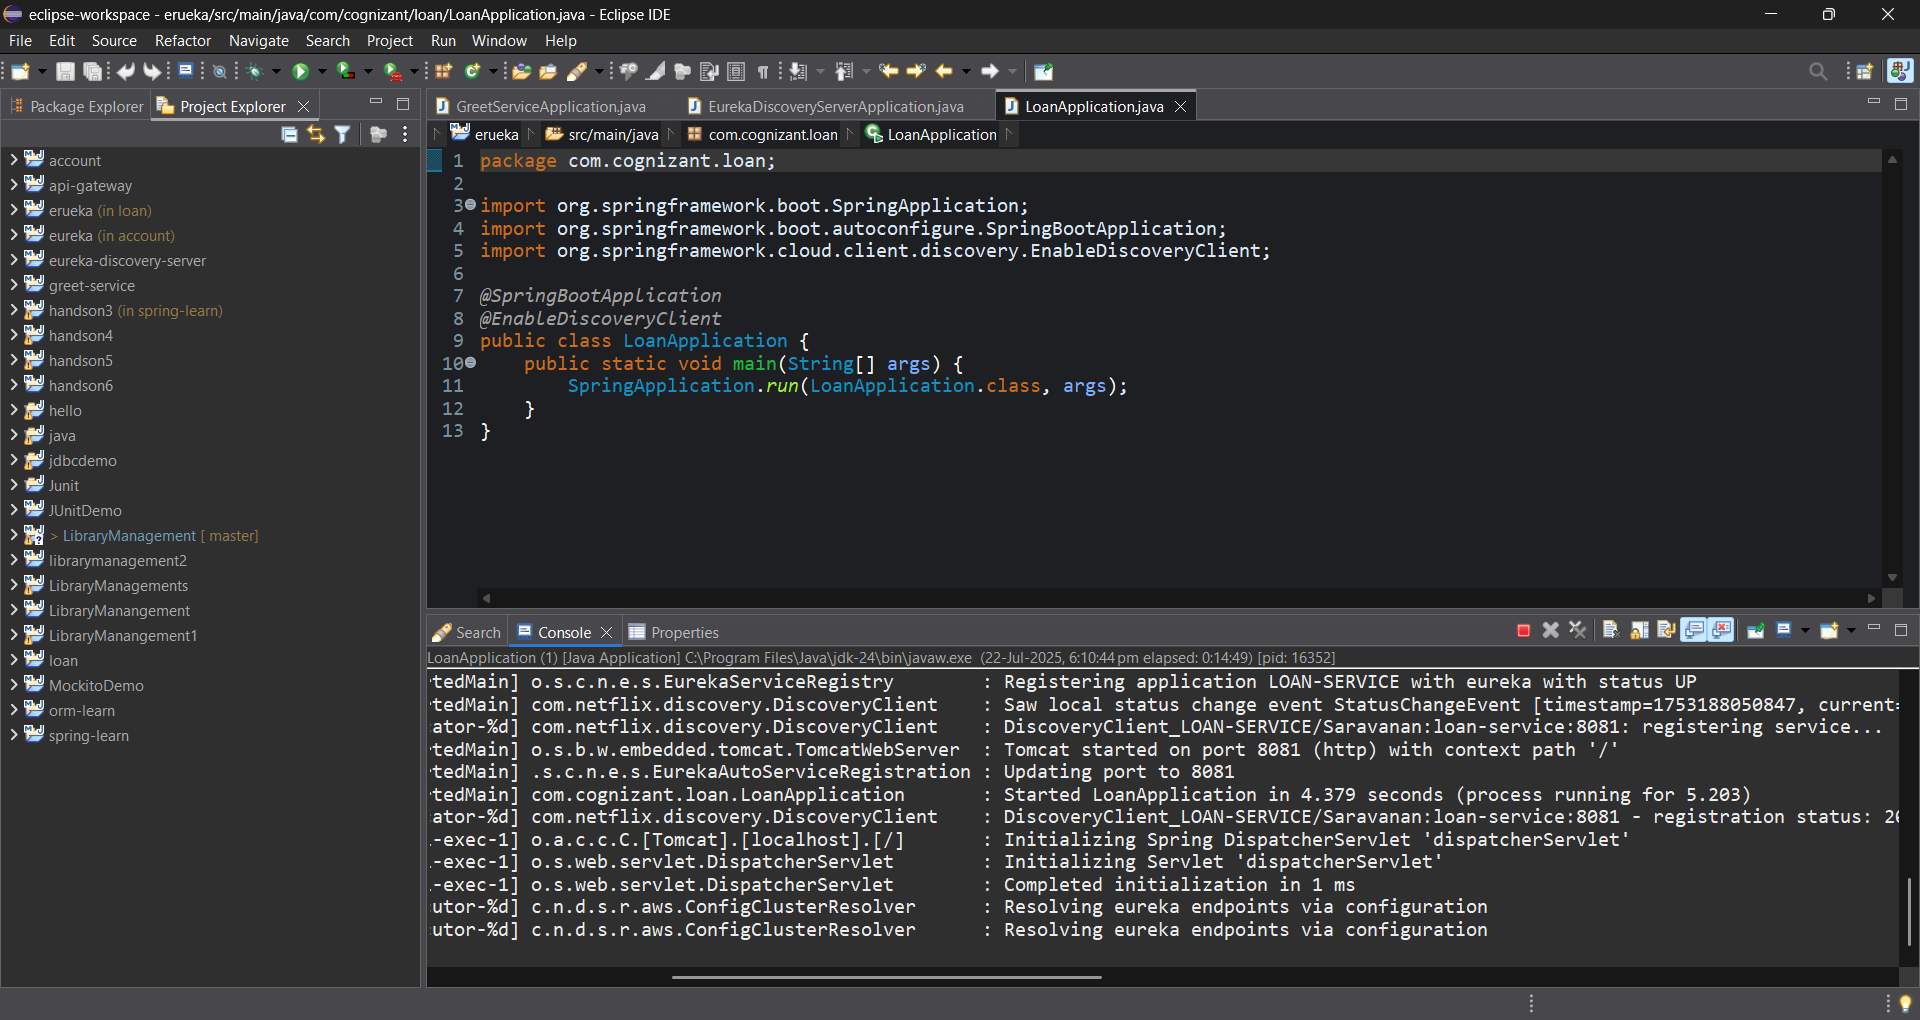 eclipse-workspace - erueka/src/main/java/com/cognizant/loan/LoanApplication.java - Eclipse IDE
File Edit Source Refactor Navigate Search Project Run Window Help
Package Explorer Project Explorer
account
api-gateway
erueka (in loan)
eureka (in account)
eureka-discovery-server
greet-service
handson3 (in spring-learn)
handson4
handson5
handson6
hello
java
jdbcdemo
Junit
JUnitDemo
> LibraryManagement [ master]
librarymanagement2
LibraryManagements
LibraryManangement
LibraryManangement1
loan
MockitoDemo
orm-learn
spring-learn
GreetServiceApplication.java EurekaDiscoveryServerApplication.java LoanApplication.java
erueka src/main/java com.cognizant.loan LoanApplication
1 package com.cognizant.loan;
2
3 import org.springframework.boot.SpringApplication;
4 import org.springframework.boot.autoconfigure.SpringBootApplication;
5 import org.springframework.cloud.client.discovery.EnableDiscoveryClient;
6
7 @SpringBootApplication
8 @EnableDiscoveryClient
9 public class LoanApplication {
10 public static void main(String[] args) {
11 SpringApplication.run(LoanApplication.class, args);
12 }
13 }
Search Console Properties
LoanApplication (1) [Java Application] C:\Program Files\Java\jdk-24\bin\javaw.exe (22-Jul-2025, 6:10:44 pm elapsed: 0:14:49) [pid: 16352]
tedMain] o.s.c.n.e.s.EurekaServiceRegistry : Registering application LOAN-SERVICE with eureka with status UP
tedMain] com.netflix.discovery.DiscoveryClient : Saw local status change event StatusChangeEvent [timestamp=1753188050847, current=
ator-%d] com.netflix.discovery.DiscoveryClient : DiscoveryClient_LOAN-SERVICE/Saravanan:loan-service:8081: registering service...
tedMain] o.s.b.w.embedded.tomcat.TomcatWebServer : Tomcat started on port 8081 (http) with context path '/'
tedMain] .s.c.n.e.s.EurekaAutoServiceRegistration : Updating port to 8081
tedMain] com.cognizant.loan.LoanApplication : Started LoanApplication in 4.379 seconds (process running for 5.203)
ator-%d] com.netflix.discovery.DiscoveryClient : DiscoveryClient_LOAN-SERVICE/Saravanan:loan-service:8081 - registration status: 20
-exec-1] o.a.c.c.C.[Tomcat].[localhost].[/] : Initializing Spring DispatcherServlet 'dispatcherServlet'
-exec-1] o.s.web.servlet.DispatcherServlet : Initializing Servlet 'dispatcherServlet'
-exec-1] o.s.web.servlet.DispatcherServlet : Completed initialization in 1 ms
utor-%d] c.n.d.s.r.aws.ConfigClusterResolver : Resolving eureka endpoints via configuration
utor-%d] c.n.d.s.r.aws.ConfigClusterResolver : Resolving eureka endpoints via configuration